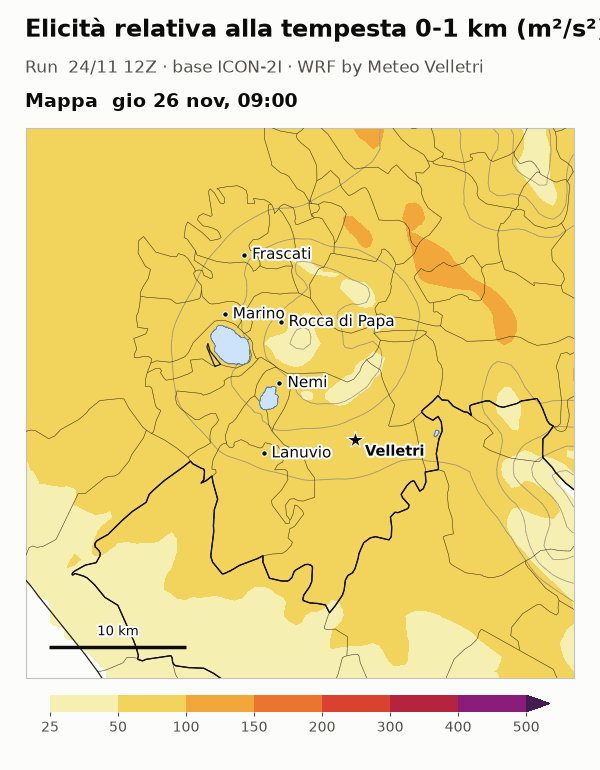 Elicità relativa alla tempesta 0-1 km (m²/s²)
Run  24/11 12Z · base ICON-2I · WRF by Meteo Velletri
Mappa  gio 26 nov, 09:00
Frascati
Marino
Rocca di Papa
Nemi
Velletri
Lanuvio
10 km
25 50 100 150 200 300 400 500